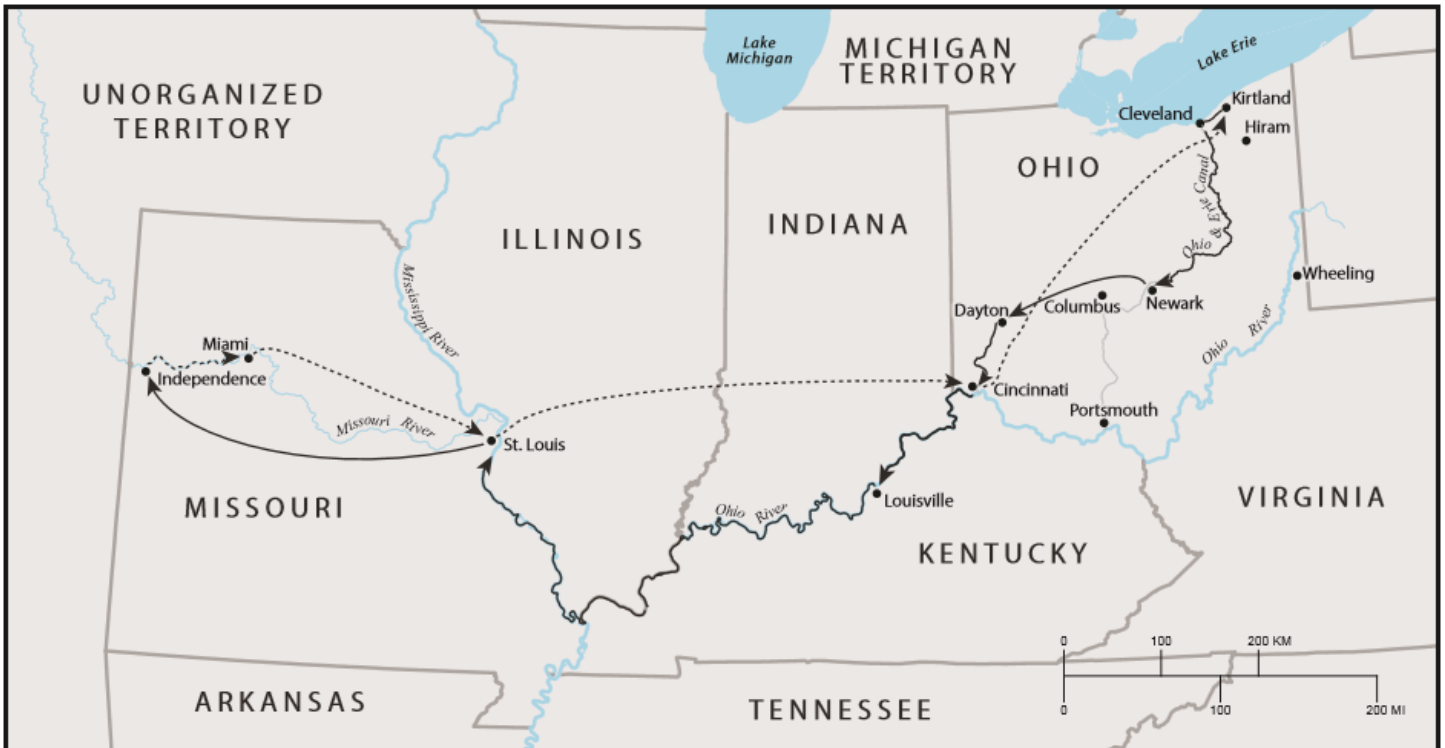 Lake
Michigan
MICHIGAN
TERRITORY
Lake Erie
UNORGANIZED
TERRITORY
Kirtland
Cleveland
Hiram
OHIO
Ohio & Erie Canal
ILLINOIS
INDIANA
Mississippi River
Wheeling
Newark
Columbus
Dayton
Ohio River
Miami
Independence
Cincinnati
Portsmouth
Missouri River
St. Louis
MISSOURI
Louisville
Ohio River
VIRGINIA
KENTUCKY
0 100 200 KM
0 100 200 MI
ARKANSAS
TENNESSEE